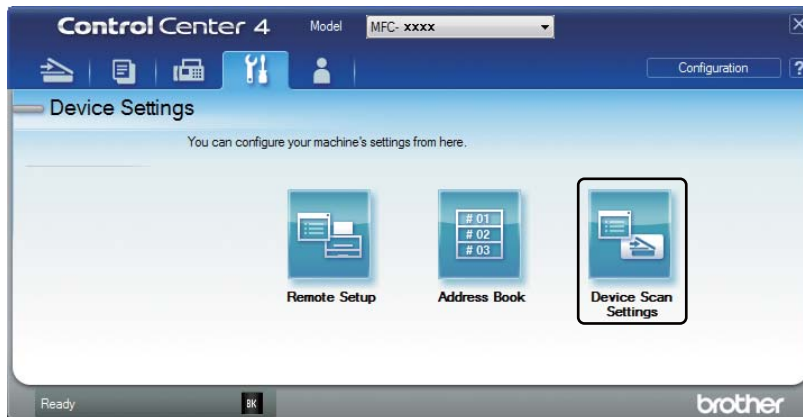 Control Center 4 Model MFC- xxxx X
Configuration ?
Device Settings
You can configure your machine's settings from here.
# 01
# 02
# 03
Remote Setup Address Book Device Scan
Settings
Ready BK brother